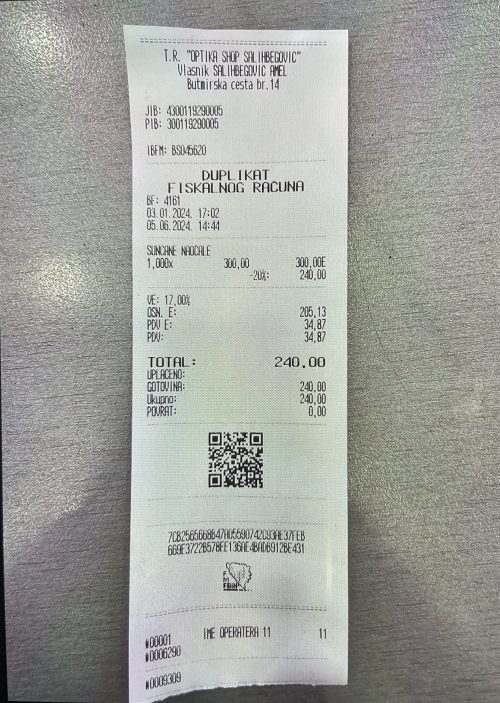 T.R. "OPTIKA SHOP SALIHBEGOVIC"
Vlasnik SALIHBEGOVIC AMEL
Butmirska cesta br.14
JIB: 4300119290005
PIB: 300119290005
IBFM: BS045620
DUPLIKAT
FISKALNOG RAČUNA
BF: 4161
03.01.2024. 17:02
05.06.2024. 14:44
SUNCANE NAOCALE
1,000x 300,00 300,00E
-20%: 240,00
VE: 17,00%
OSN. E: 205,13
PDV E: 34,87
PDV: 34,87
TOTAL: 240,00
UPLAĆENO:
GOTOVINA: 240,00
Ukupno: 240,00
POVRAT: 0,00
FBiH
#00001 IME OPERATERA 11 11
#0006290
#0009309